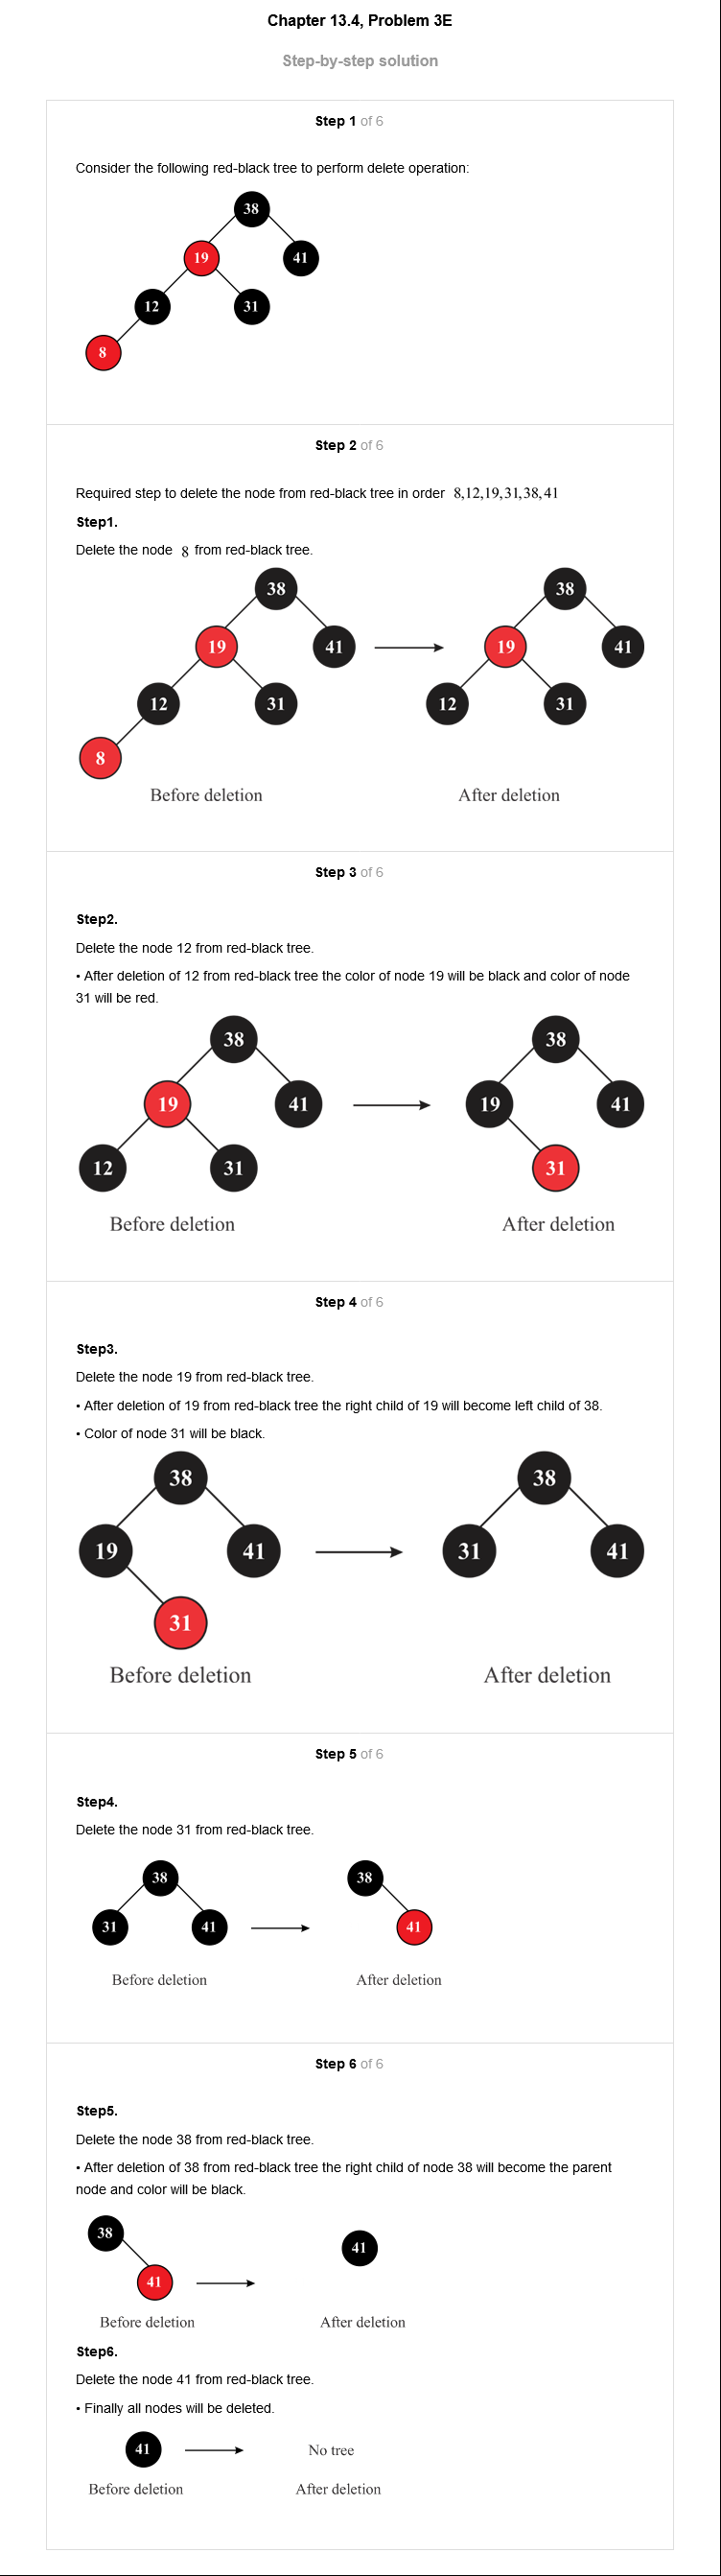 Chapter 13.4, Problem 3E
Step-by-step solution
Step 1 of 6
Consider the following red-black tree to perform delete operation:
38
19 41
12 31
8
Step 2 of 6
Required step to delete the node from red-black tree in order 8,12,19,31,38,41
Step1.
Delete the node 8 from red-black tree.
38 38
19 41 19 41
12 31 12 31
8
Before deletion After deletion
Step 3 of 6
Step2.
Delete the node 12 from red-black tree.
• After deletion of 12 from red-black tree the color of node 19 will be black and color of node
31 will be red.
38 38
19 41 19 41
12 31 31
Before deletion After deletion
Step 4 of 6
Step3.
Delete the node 19 from red-black tree.
• After deletion of 19 from red-black tree the right child of 19 will become left child of 38.
• Color of node 31 will be black.
38 38
19 41 31 41
31
Before deletion After deletion
Step 5 of 6
Step4.
Delete the node 31 from red-black tree.
38 38
31 41 41
Before deletion After deletion
Step 6 of 6
Step5.
Delete the node 38 from red-black tree.
• After deletion of 38 from red-black tree the right child of node 38 will become the parent
node and color will be black.
38 41
41
Before deletion After deletion
Step6.
Delete the node 41 from red-black tree.
• Finally all nodes will be deleted.
41 No tree
Before deletion After deletion